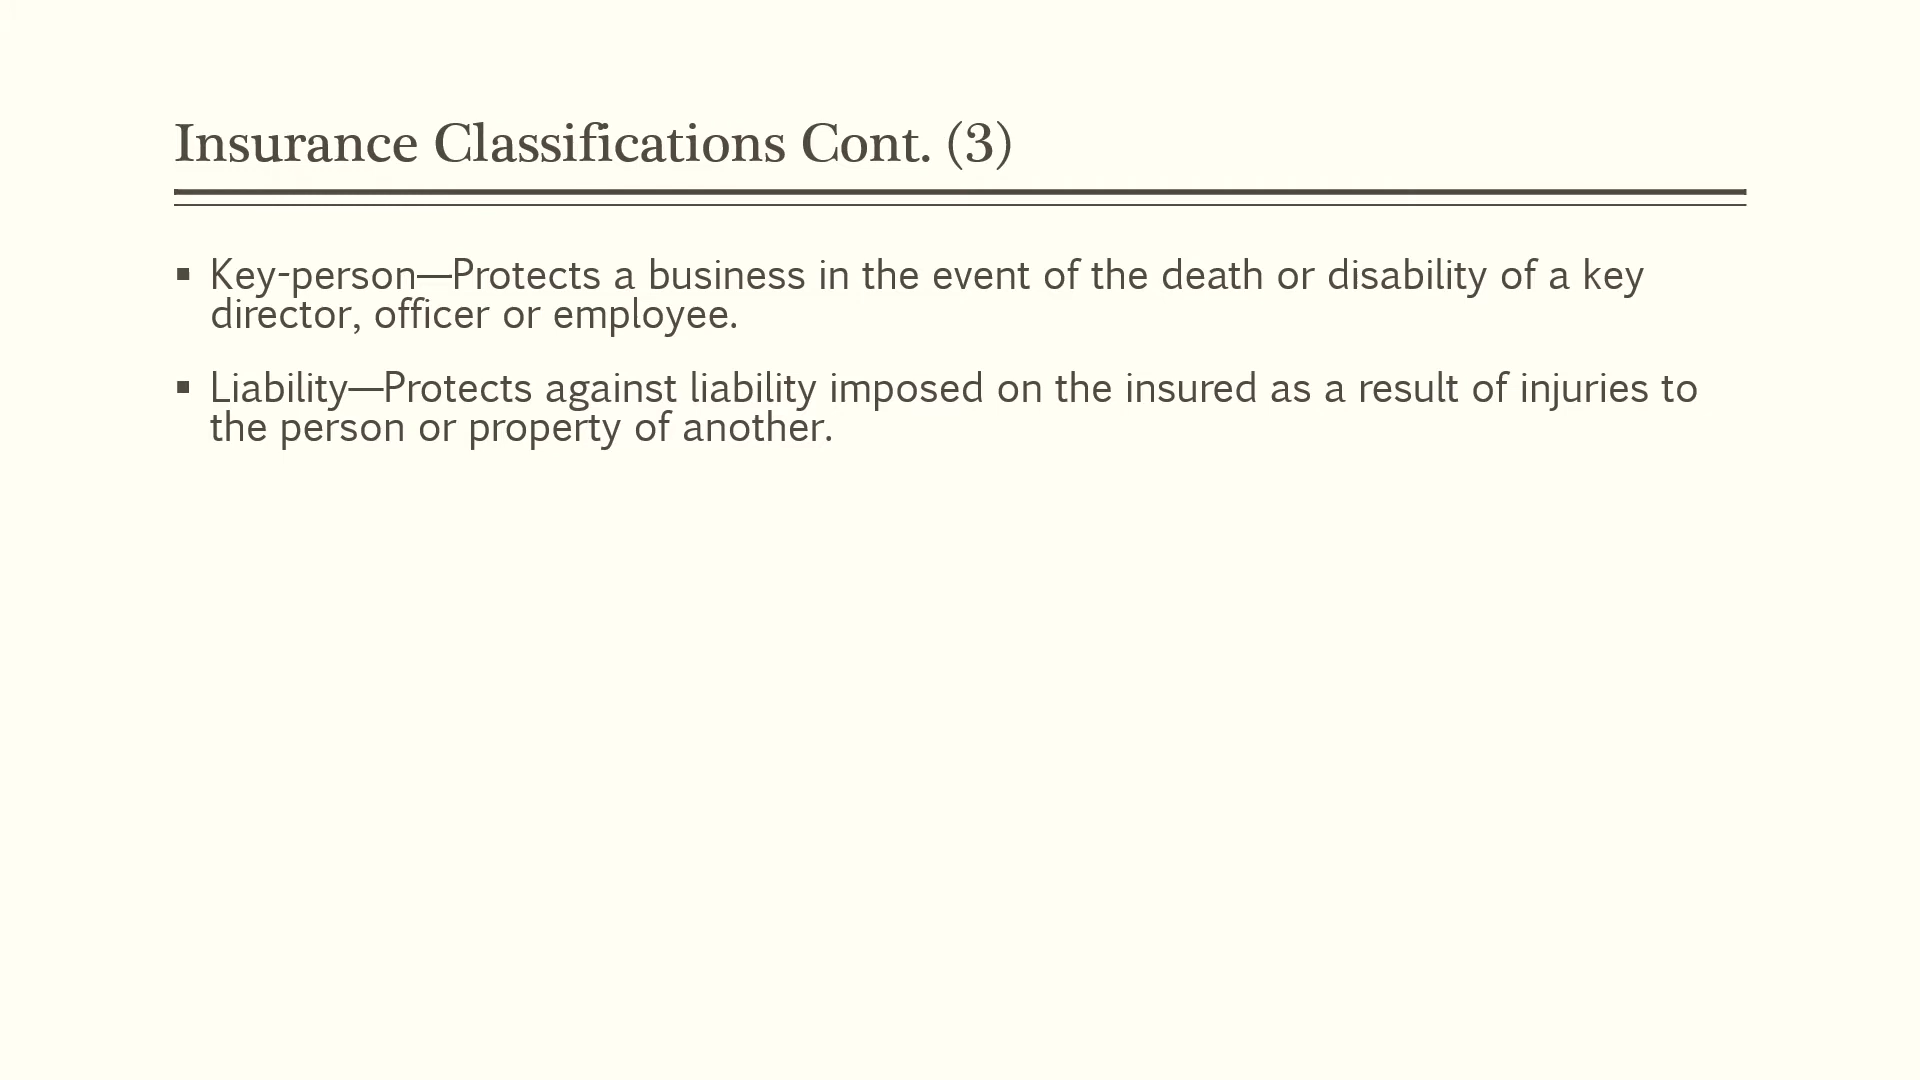 Insurance Classifications Cont. (3)
▪ Key-person—Protects a business in the event of the death or disability of a key
director, officer or employee.
▪ Liability—Protects against liability imposed on the insured as a result of injuries to
the person or property of another.